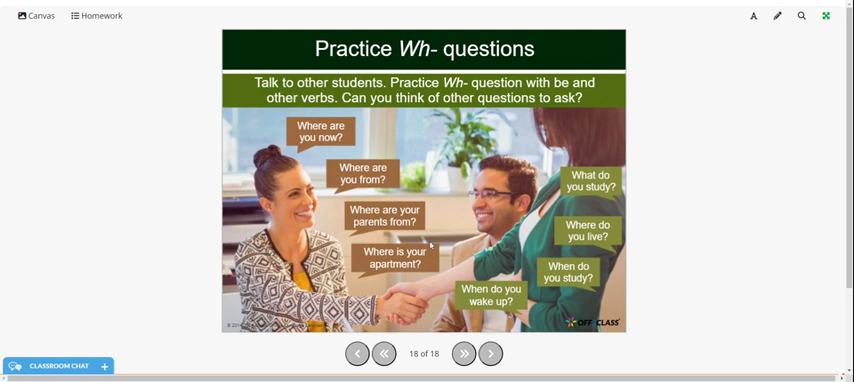 Canvas
Homework
A
Practice Wh- questions
Talk to other students. Practice Wh- question with be and
other verbs. Can you think of other questions to ask?
Where are
you now?
Where are
you from?
Where are your
parents from?
Where is your
apartment?
What do
you study?
Where do
you live?
When do
you study?
When do you
wake up?
OFF2CLASS
18 of 18
CLASSROOM CHAT +